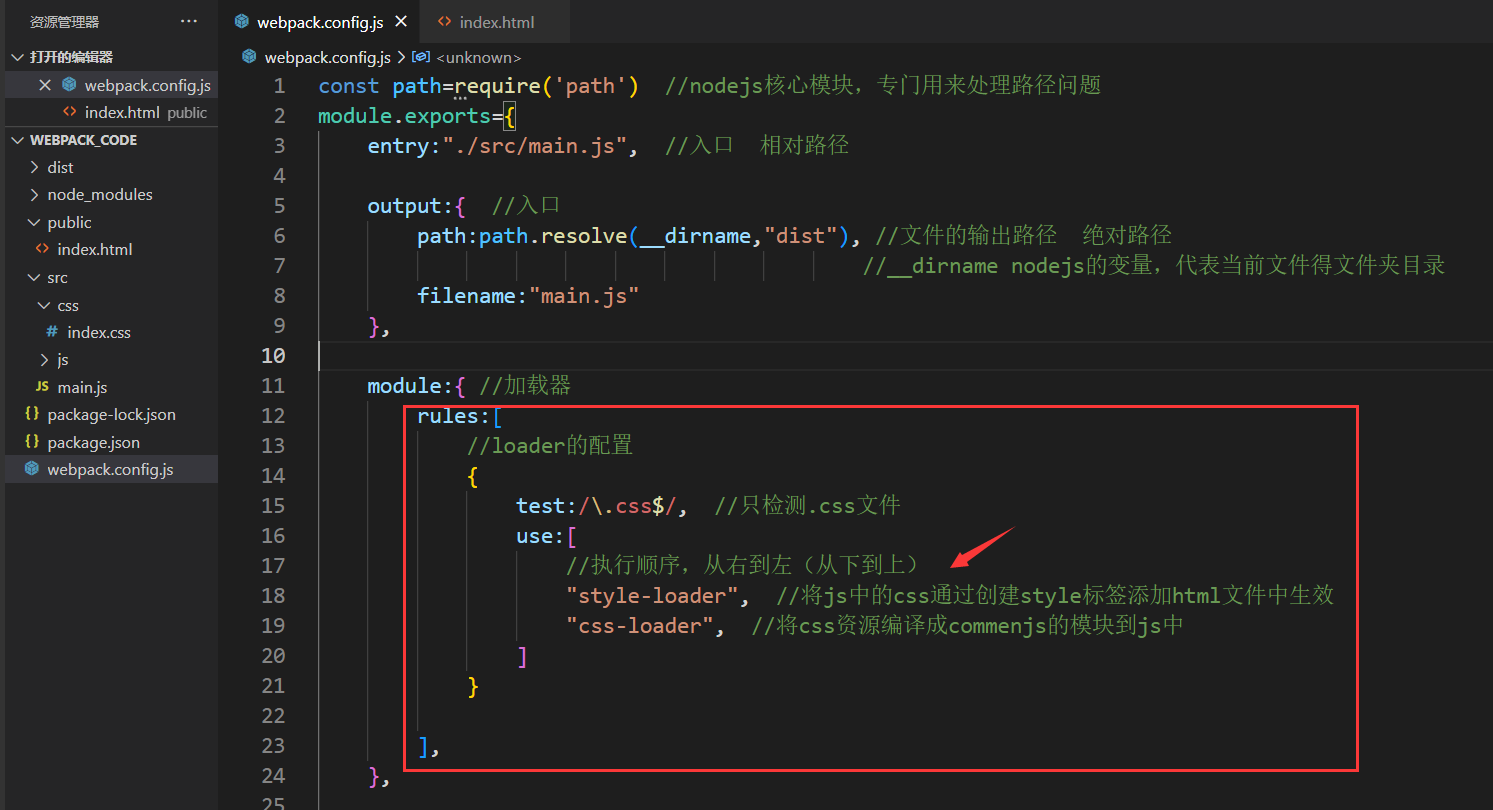 资源管理器 ···
打开的编辑器
webpack.config.js
index.html public
WEBPACK_CODE
dist
node_modules
public
index.html
src
css
# index.css
js
JS main.js
{} package-lock.json
{} package.json
webpack.config.js
webpack.config.js index.html
webpack.config.js > <unknown>
1 const path=require('path') //nodejs核心模块，专门用来处理路径问题
2 module.exports={
3 entry:"./src/main.js", //入口 相对路径
4
5 output:{ //入口
6 path:path.resolve(__dirname,"dist"), //文件的输出路径 绝对路径
7 //__dirname nodejs的变量，代表当前文件得文件夹目录
8 filename:"main.js"
9 },
10
11 module:{ //加载器
12 rules:[
13 //loader的配置
14 {
15 test:/\.css$/, //只检测.css文件
16 use:[
17 //执行顺序，从右到左（从下到上）
18 "style-loader", //将js中的css通过创建style标签添加html文件中生效
19 "css-loader", //将css资源编译成commenjs的模块到js中
20 ]
21 }
22
23 ],
24 },
25